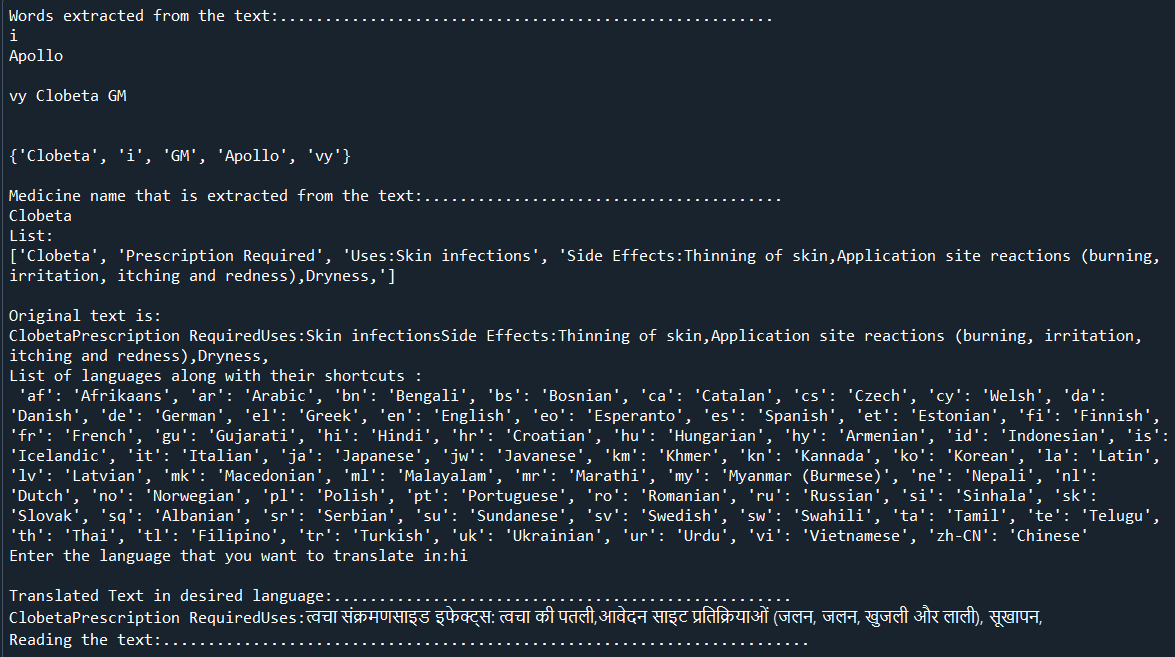 Words extracted from the text:.......................................................
i
Apollo
vy Clobeta GM
{'Clobeta', 'i', 'GM', 'Apollo', 'vy'}
Medicine name that is extracted from the text:........................................
Clobeta
List:
['Clobeta', 'Prescription Required', 'Uses:Skin infections', 'Side Effects:Thinning of skin,Application site reactions (burning,
irritation, itching and redness),Dryness,']
Original text is:
ClobetaPrescription RequiredUses:Skin infectionsSide Effects:Thinning of skin,Application site reactions (burning, irritation,
itching and redness),Dryness,
List of languages along with their shortcuts :
'af': 'Afrikaans', 'ar': 'Arabic', 'bn': 'Bengali', 'bs': 'Bosnian', 'ca': 'Catalan', 'cs': 'Czech', 'cy': 'Welsh', 'da':
'Danish', 'de': 'German', 'el': 'Greek', 'en': 'English', 'eo': 'Esperanto', 'es': 'Spanish', 'et': 'Estonian', 'fi': 'Finnish',
'fr': 'French', 'gu': 'Gujarati', 'hi': 'Hindi', 'hr': 'Croatian', 'hu': 'Hungarian', 'hy': 'Armenian', 'id': 'Indonesian', 'is':
'Icelandic', 'it': 'Italian', 'ja': 'Japanese', 'jw': 'Javanese', 'km': 'Khmer', 'kn': 'Kannada', 'ko': 'Korean', 'la': 'Latin',
'lv': 'Latvian', 'mk': 'Macedonian', 'ml': 'Malayalam', 'mr': 'Marathi', 'my': 'Myanmar (Burmese)', 'ne': 'Nepali', 'nl':
'Dutch', 'no': 'Norwegian', 'pl': 'Polish', 'pt': 'Portuguese', 'ro': 'Romanian', 'ru': 'Russian', 'si': 'Sinhala', 'sk':
'Slovak', 'sq': 'Albanian', 'sr': 'Serbian', 'su': 'Sundanese', 'sv': 'Swedish', 'sw': 'Swahili', 'ta': 'Tamil', 'te': 'Telugu',
'th': 'Thai', 'tl': 'Filipino', 'tr': 'Turkish', 'uk': 'Ukrainian', 'ur': 'Urdu', 'vi': 'Vietnamese', 'zh-CN': 'Chinese'
Enter the language that you want to translate in:hi
Translated Text in desired language:...................................................
ClobetaPrescription RequiredUses:त्वचा संक्रमणसाइड इफेक्ट्स: त्वचा की पतली,आवेदन साइट प्रतिक्रियाओं (जलन, जलन, खुजली और लाली), सूखापन,
Reading the text:........................................................................